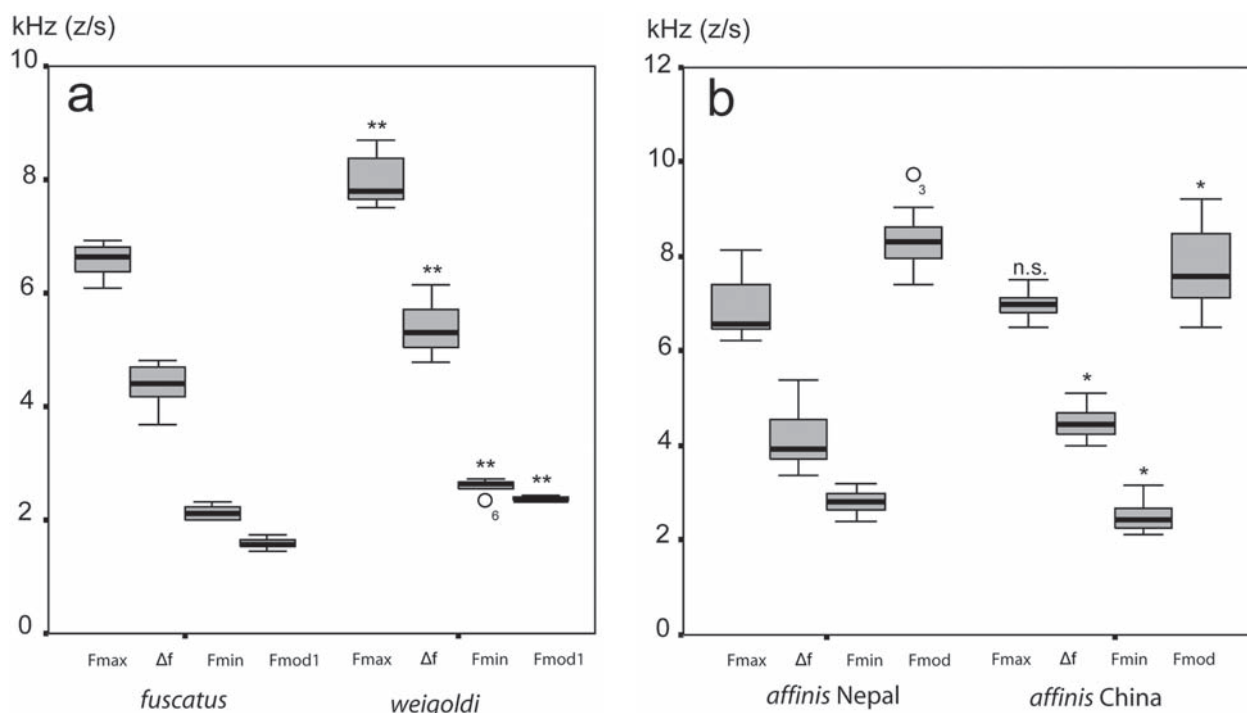 kHz (z/s)
10
8
6
4
2
0
a
**
**
**
**
6
Fmax Δf Fmin Fmod1 Fmax Δf Fmin Fmod1
fuscatus weigoldi
kHz (z/s)
12
10
8
6
4
2
0
b
3
n.s.
*
*
*
Fmax Δf Fmin Fmod Fmax Δf Fmin Fmod
affinis Nepal affinis China